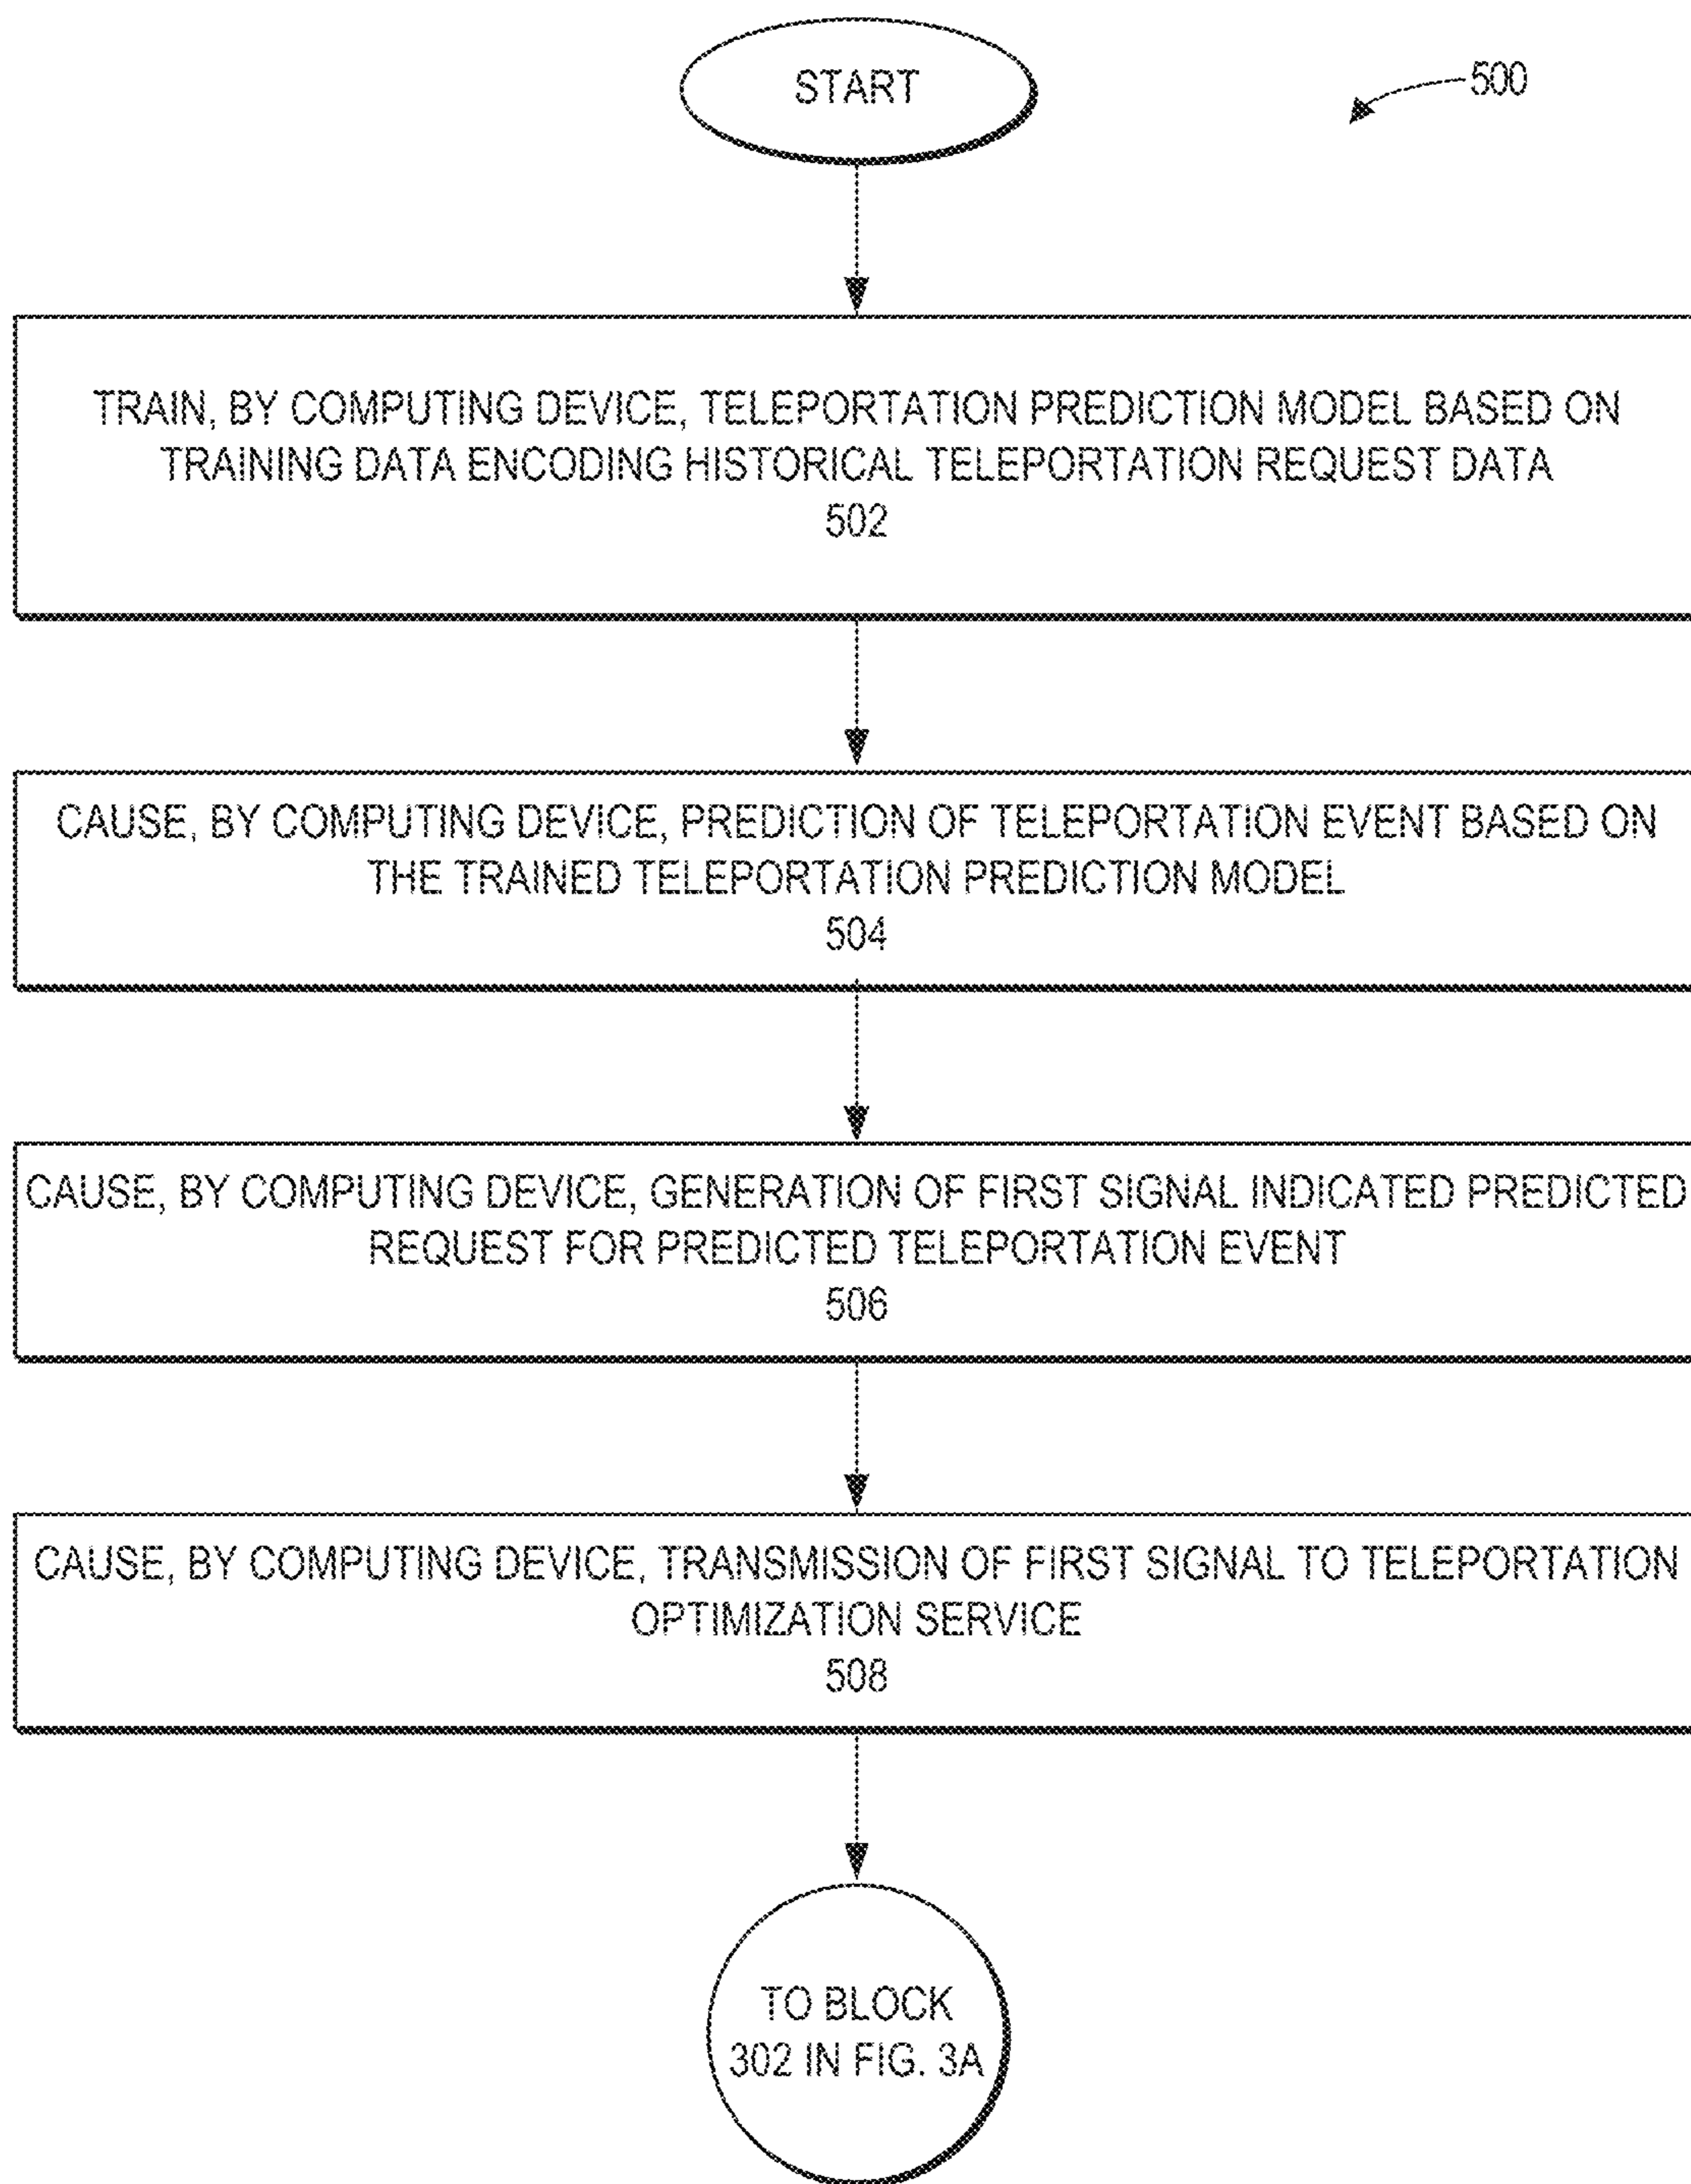 START
500
TRAIN, BY COMPUTING DEVICE, TELEPORTATION PREDICTION MODEL BASED ON
TRAINING DATA ENCODING HISTORICAL TELEPORTATION REQUEST DATA
502
CAUSE, BY COMPUTING DEVICE, PREDICTION OF TELEPORTATION EVENT BASED ON
THE TRAINED TELEPORTATION PREDICTION MODEL
504
CAUSE, BY COMPUTING DEVICE, GENERATION OF FIRST SIGNAL INDICATED PREDICTED
REQUEST FOR PREDICTED TELEPORTATION EVENT
506
CAUSE, BY COMPUTING DEVICE, TRANSMISSION OF FIRST SIGNAL TO TELEPORTATION
OPTIMIZATION SERVICE
508
TO BLOCK
302 IN FIG. 3A